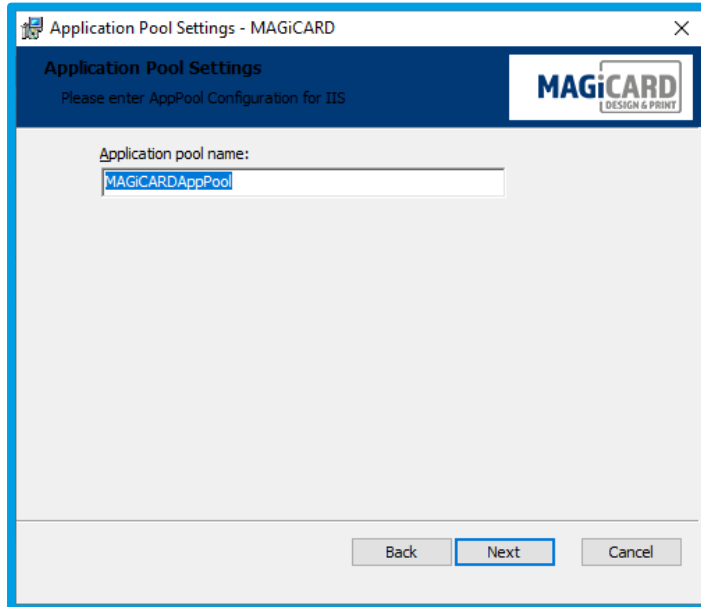 Application Pool Settings - MAGiCARD
Application Pool Settings
Please enter AppPool Configuration for IIS
MAGiCARD
DESIGN & PRINT
Application pool name:
MAGiCARDAppPool
Back
Next
Cancel